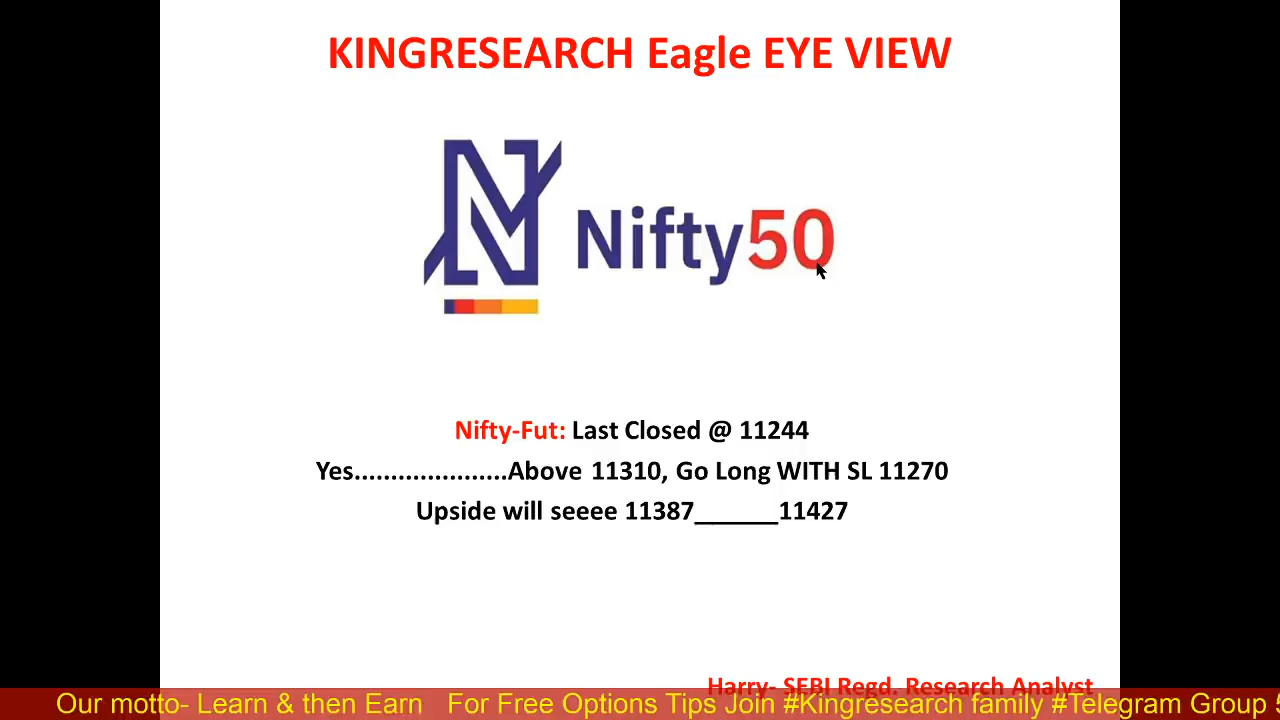 KINGRESEARCH Eagle EYE VIEW
Nifty50
Nifty-Fut: Last Closed @ 11244
Yes.....................Above 11310, Go Long WITH SL 11270
Upside will seeee 11387______11427
Harry- SEBI Regd. Research Analyst
Our motto- Learn & then Earn For Free Options Tips Join #Kingresearch family #Telegram Group